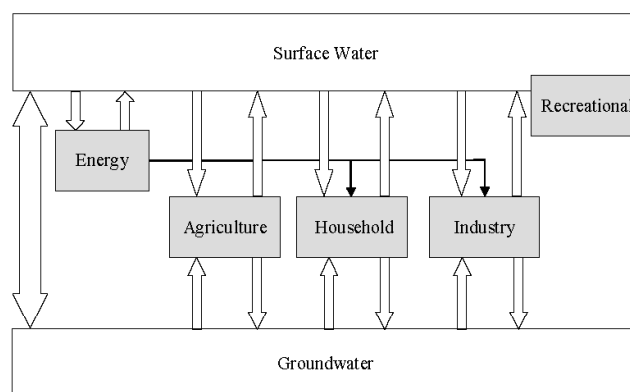 Surface Water
Recreational
Energy
Agriculture
Household
Industry
Groundwater